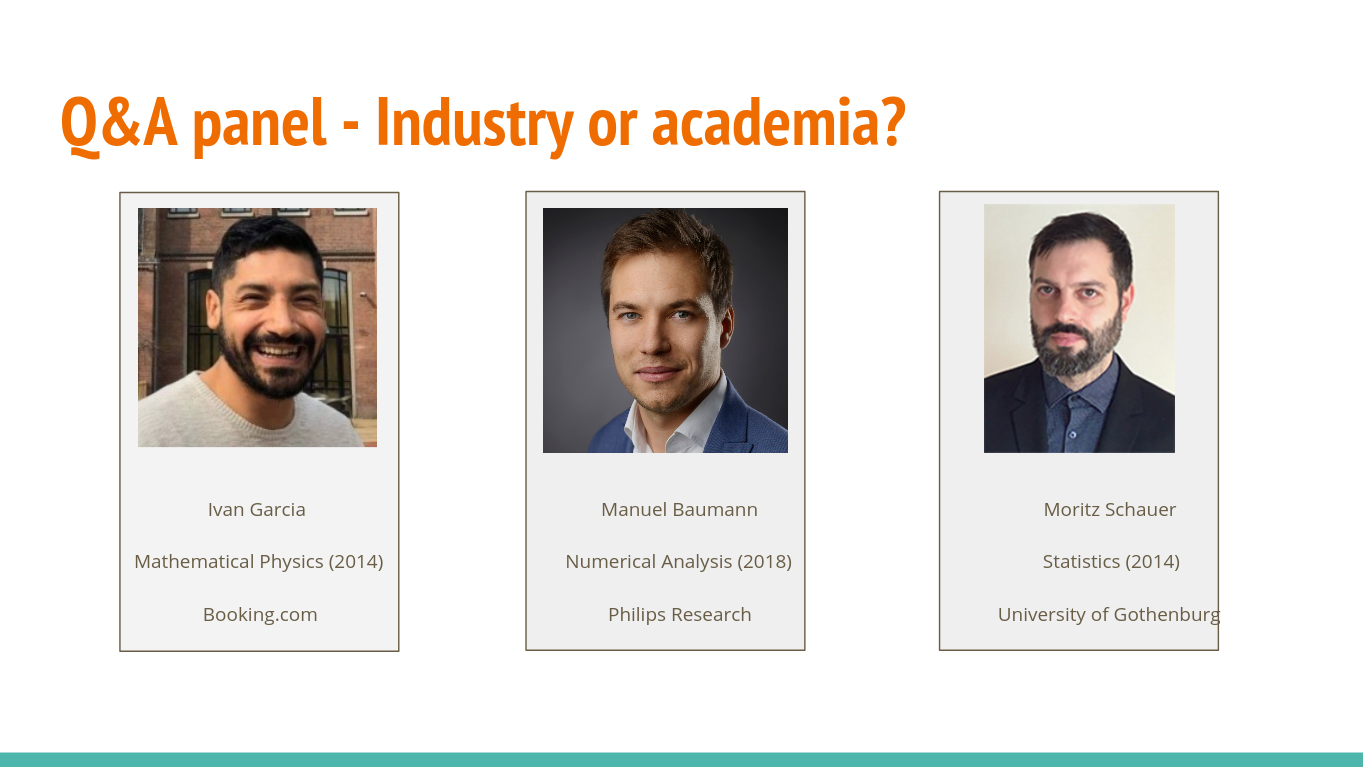 Q&A panel - Industry or academia?
Ivan Garcia
Mathematical Physics (2014)
Booking.com
Manuel Baumann
Numerical Analysis (2018)
Philips Research
Moritz Schauer
Statistics (2014)
University of Gothenburg